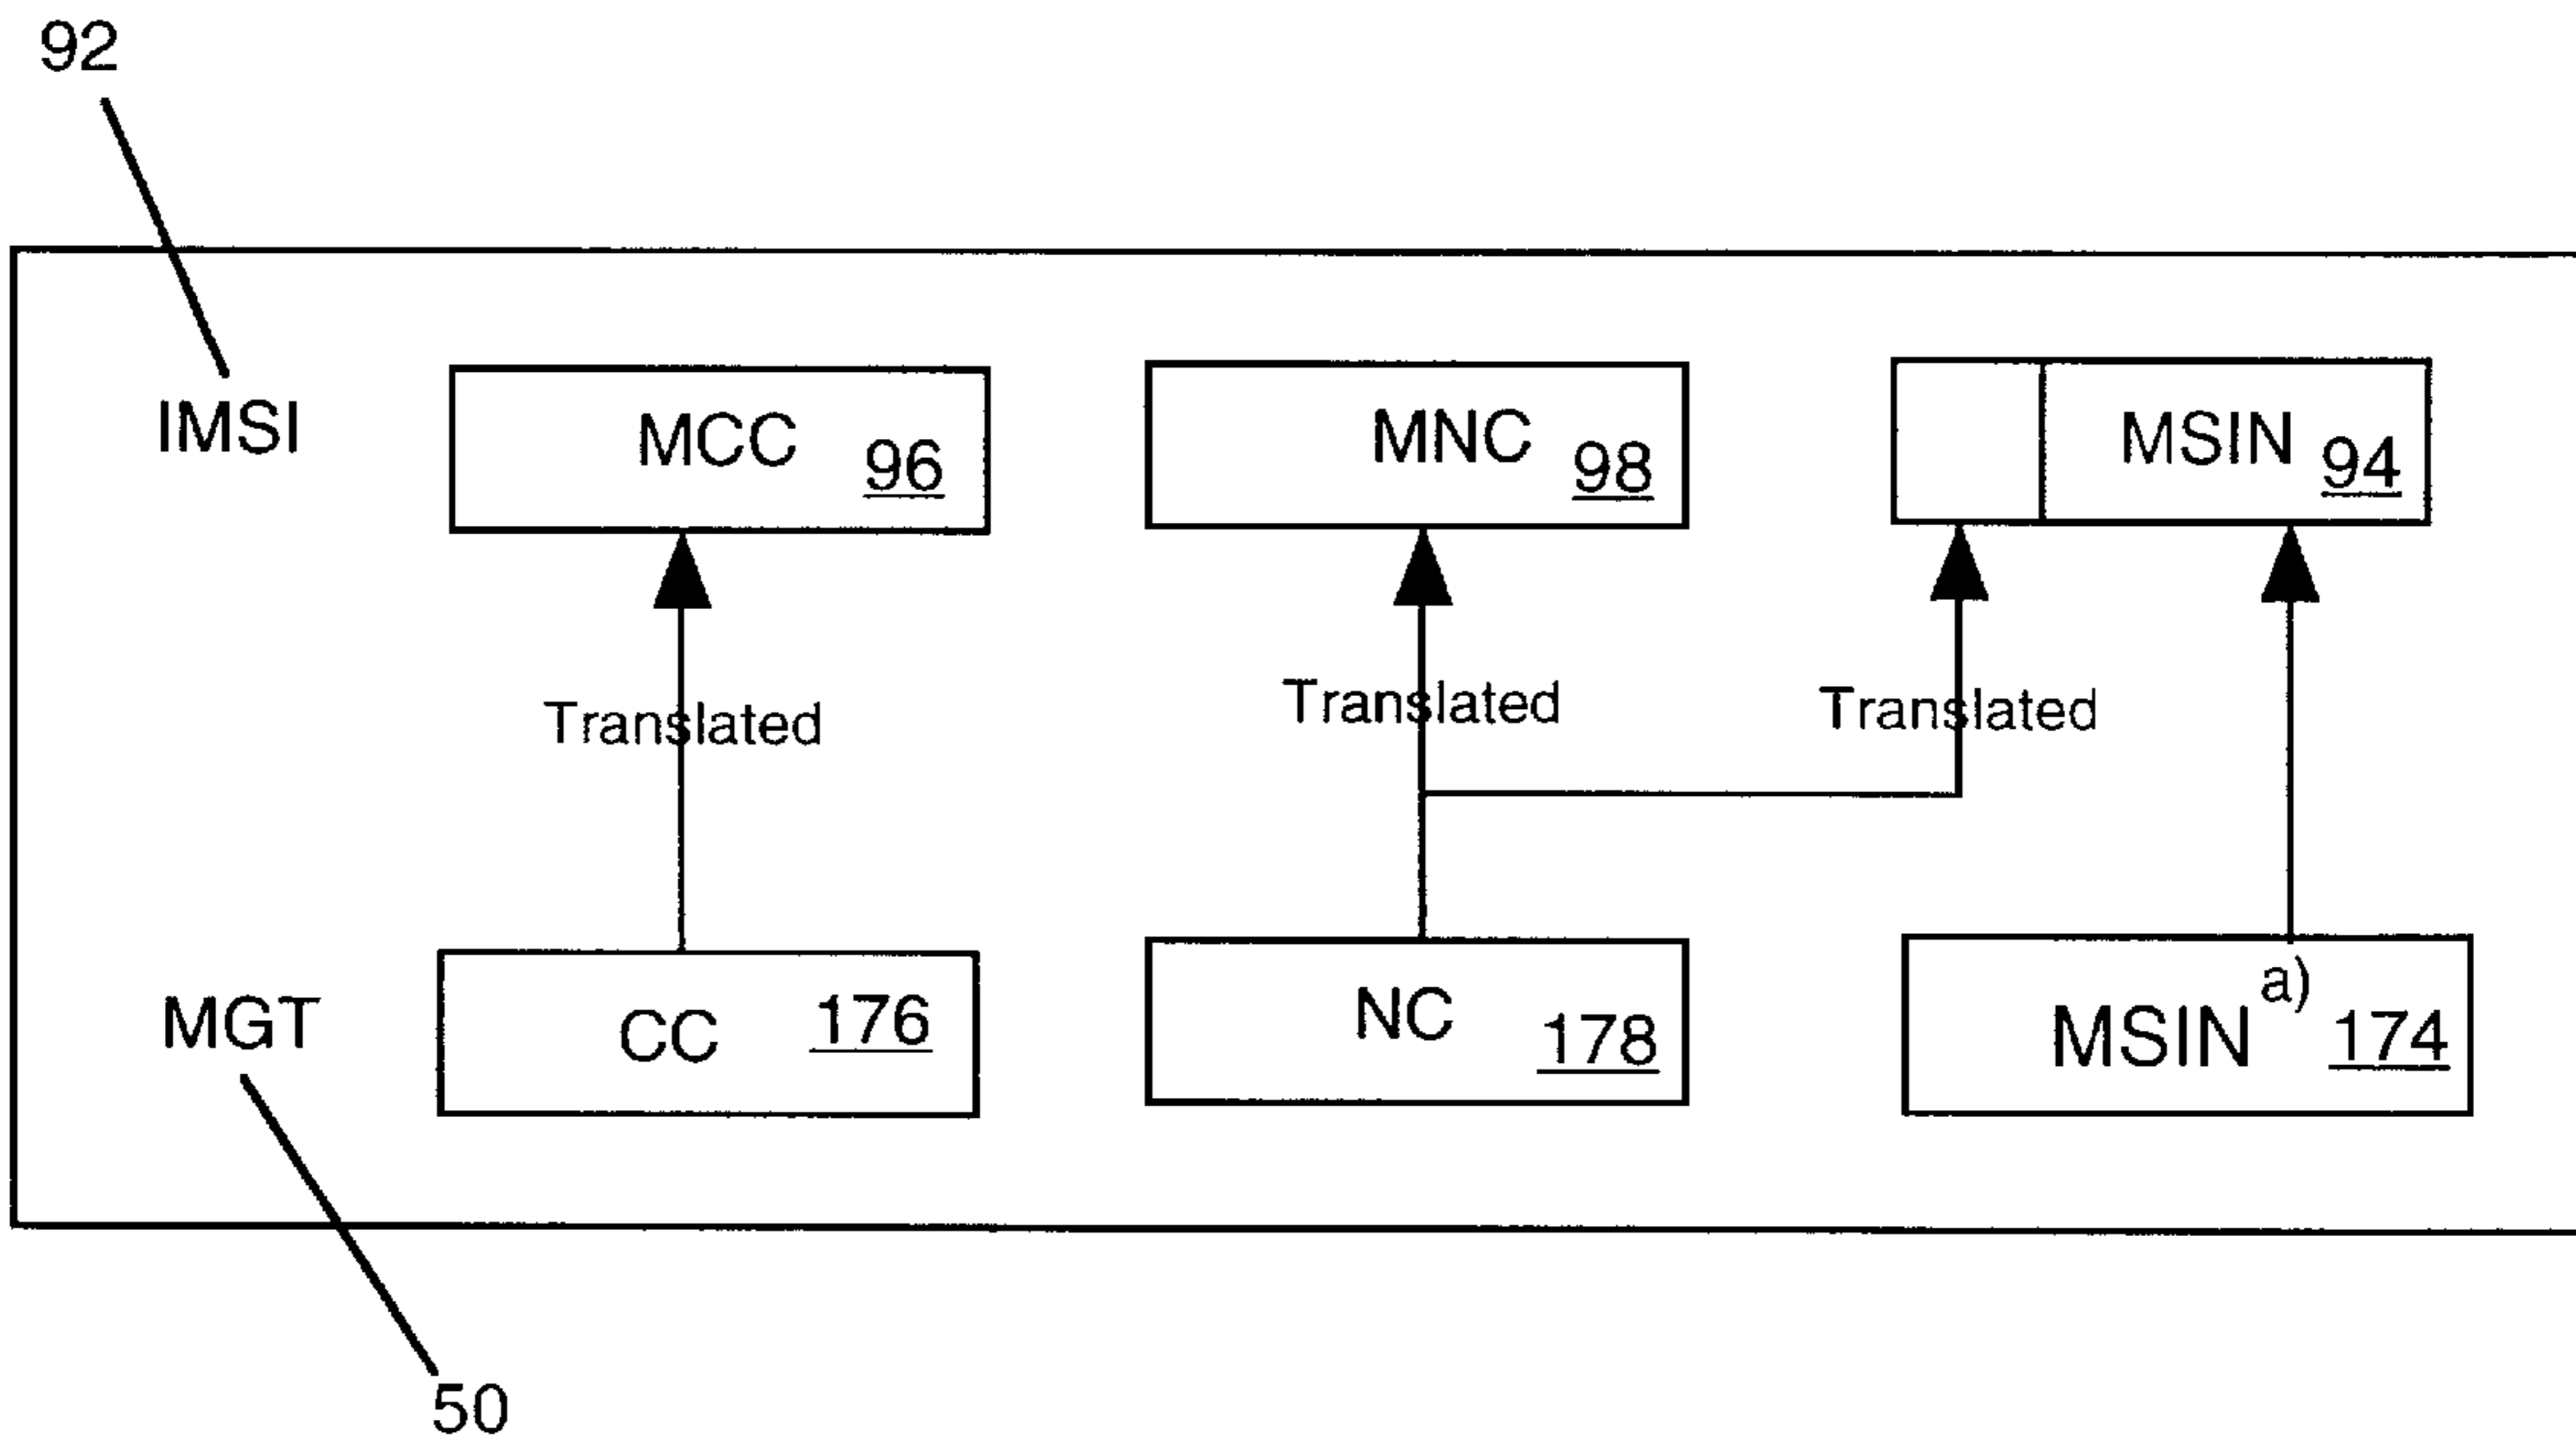 92
IMSI
MCC 96
MNC 98
MSIN 94
Translated
Translated
Translated
MGT
CC 176
NC 178
MSIN a) 174
50